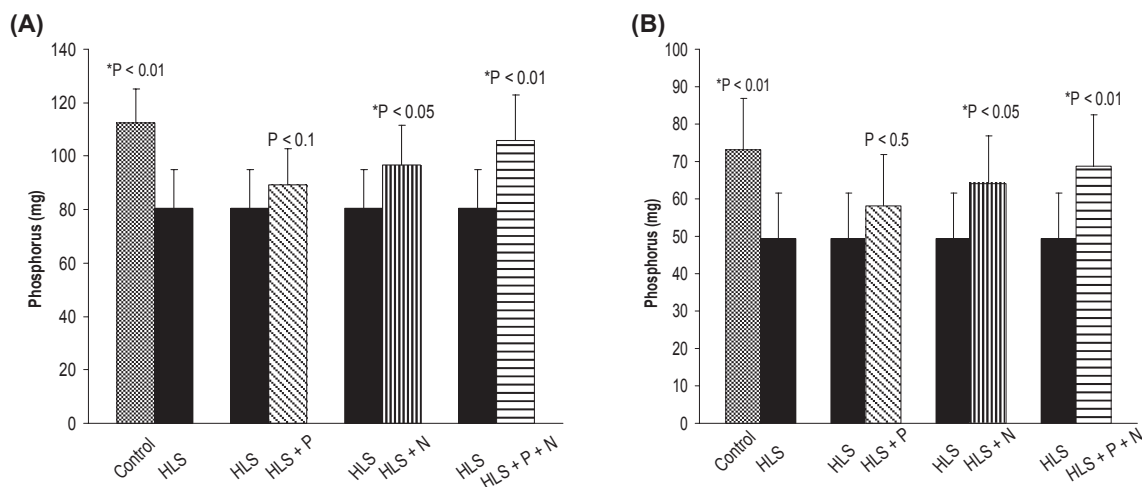 (A)
140
120
100
80
60
40
20
0
Phosphorus (mg)
*P < 0.01
P < 0.1
*P < 0.05
*P < 0.01
Control
HLS
HLS
HLS + P
HLS
HLS + N
HLS
HLS + P + N
(B)
100
90
80
70
60
50
40
30
20
10
0
Phosphorus (mg)
*P < 0.01
P < 0.5
*P < 0.05
*P < 0.01
Control
HLS
HLS
HLS + P
HLS
HLS + N
HLS
HLS + P + N